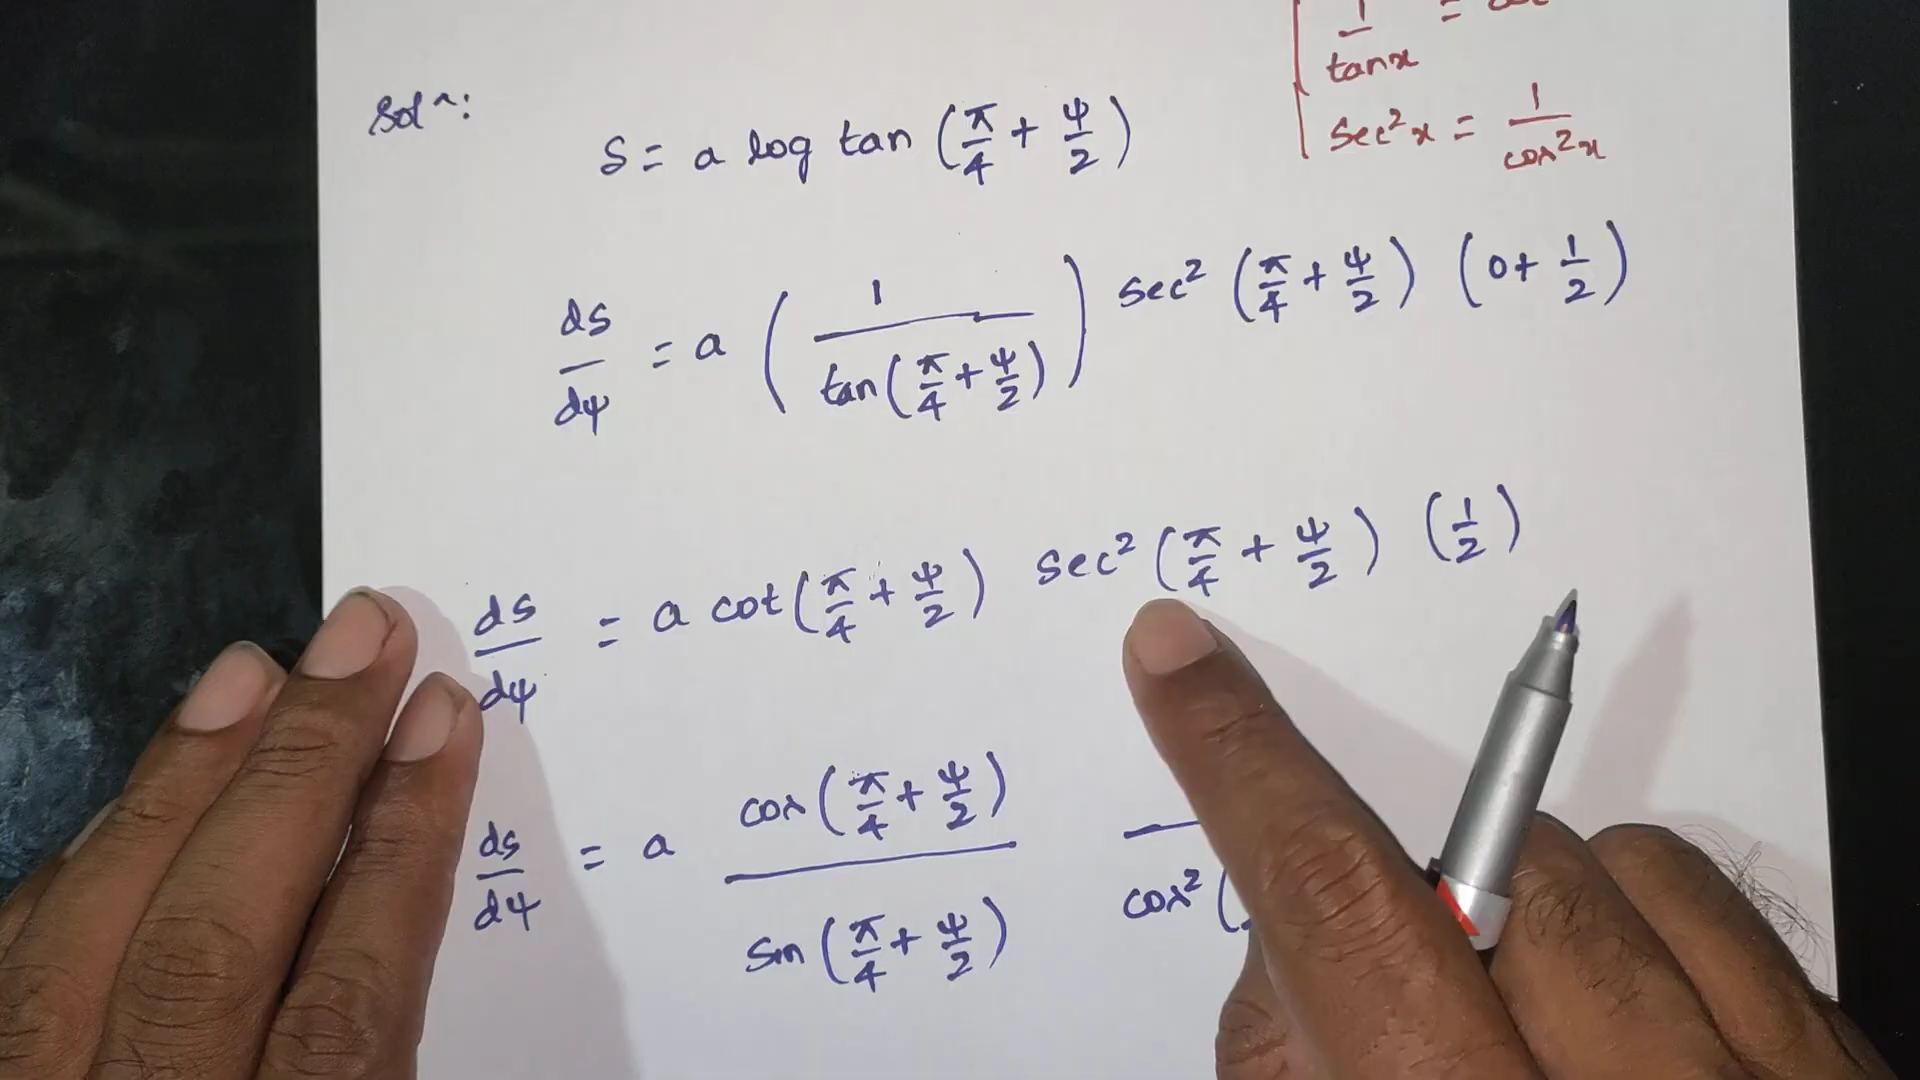 1/tanx =
sec²x = 1/cos²x
Solⁿ:
S = a log tan (π/4 + ψ/2)
ds/dψ = a (1/tan(π/4 + ψ/2)) sec² (π/4 + ψ/2) (0 + 1/2)
ds/dψ = a cot(π/4 + ψ/2) sec² (π/4 + ψ/2) (1/2)
ds/dψ = a cos(π/4 + ψ/2)/sin(π/4 + ψ/2) /cos² (